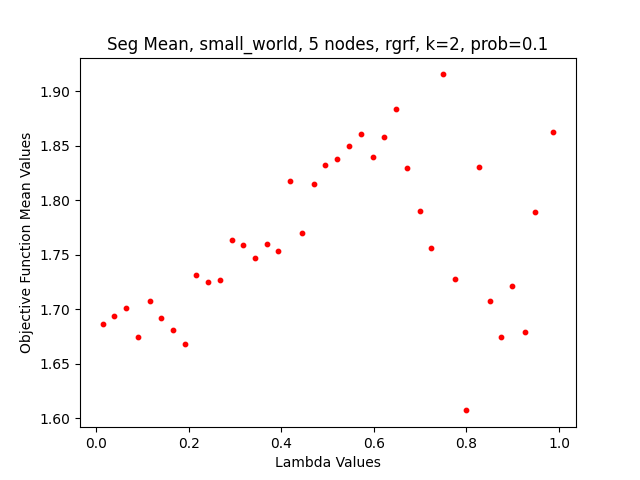 Seg Mean, small_world, 5 nodes, rgrf, k=2, prob=0.1
Objective Function Mean Values
1.90
1.85
1.80
1.75
1.70
1.65
1.60
0.0 0.2 0.4 0.6 0.8 1.0
Lambda Values